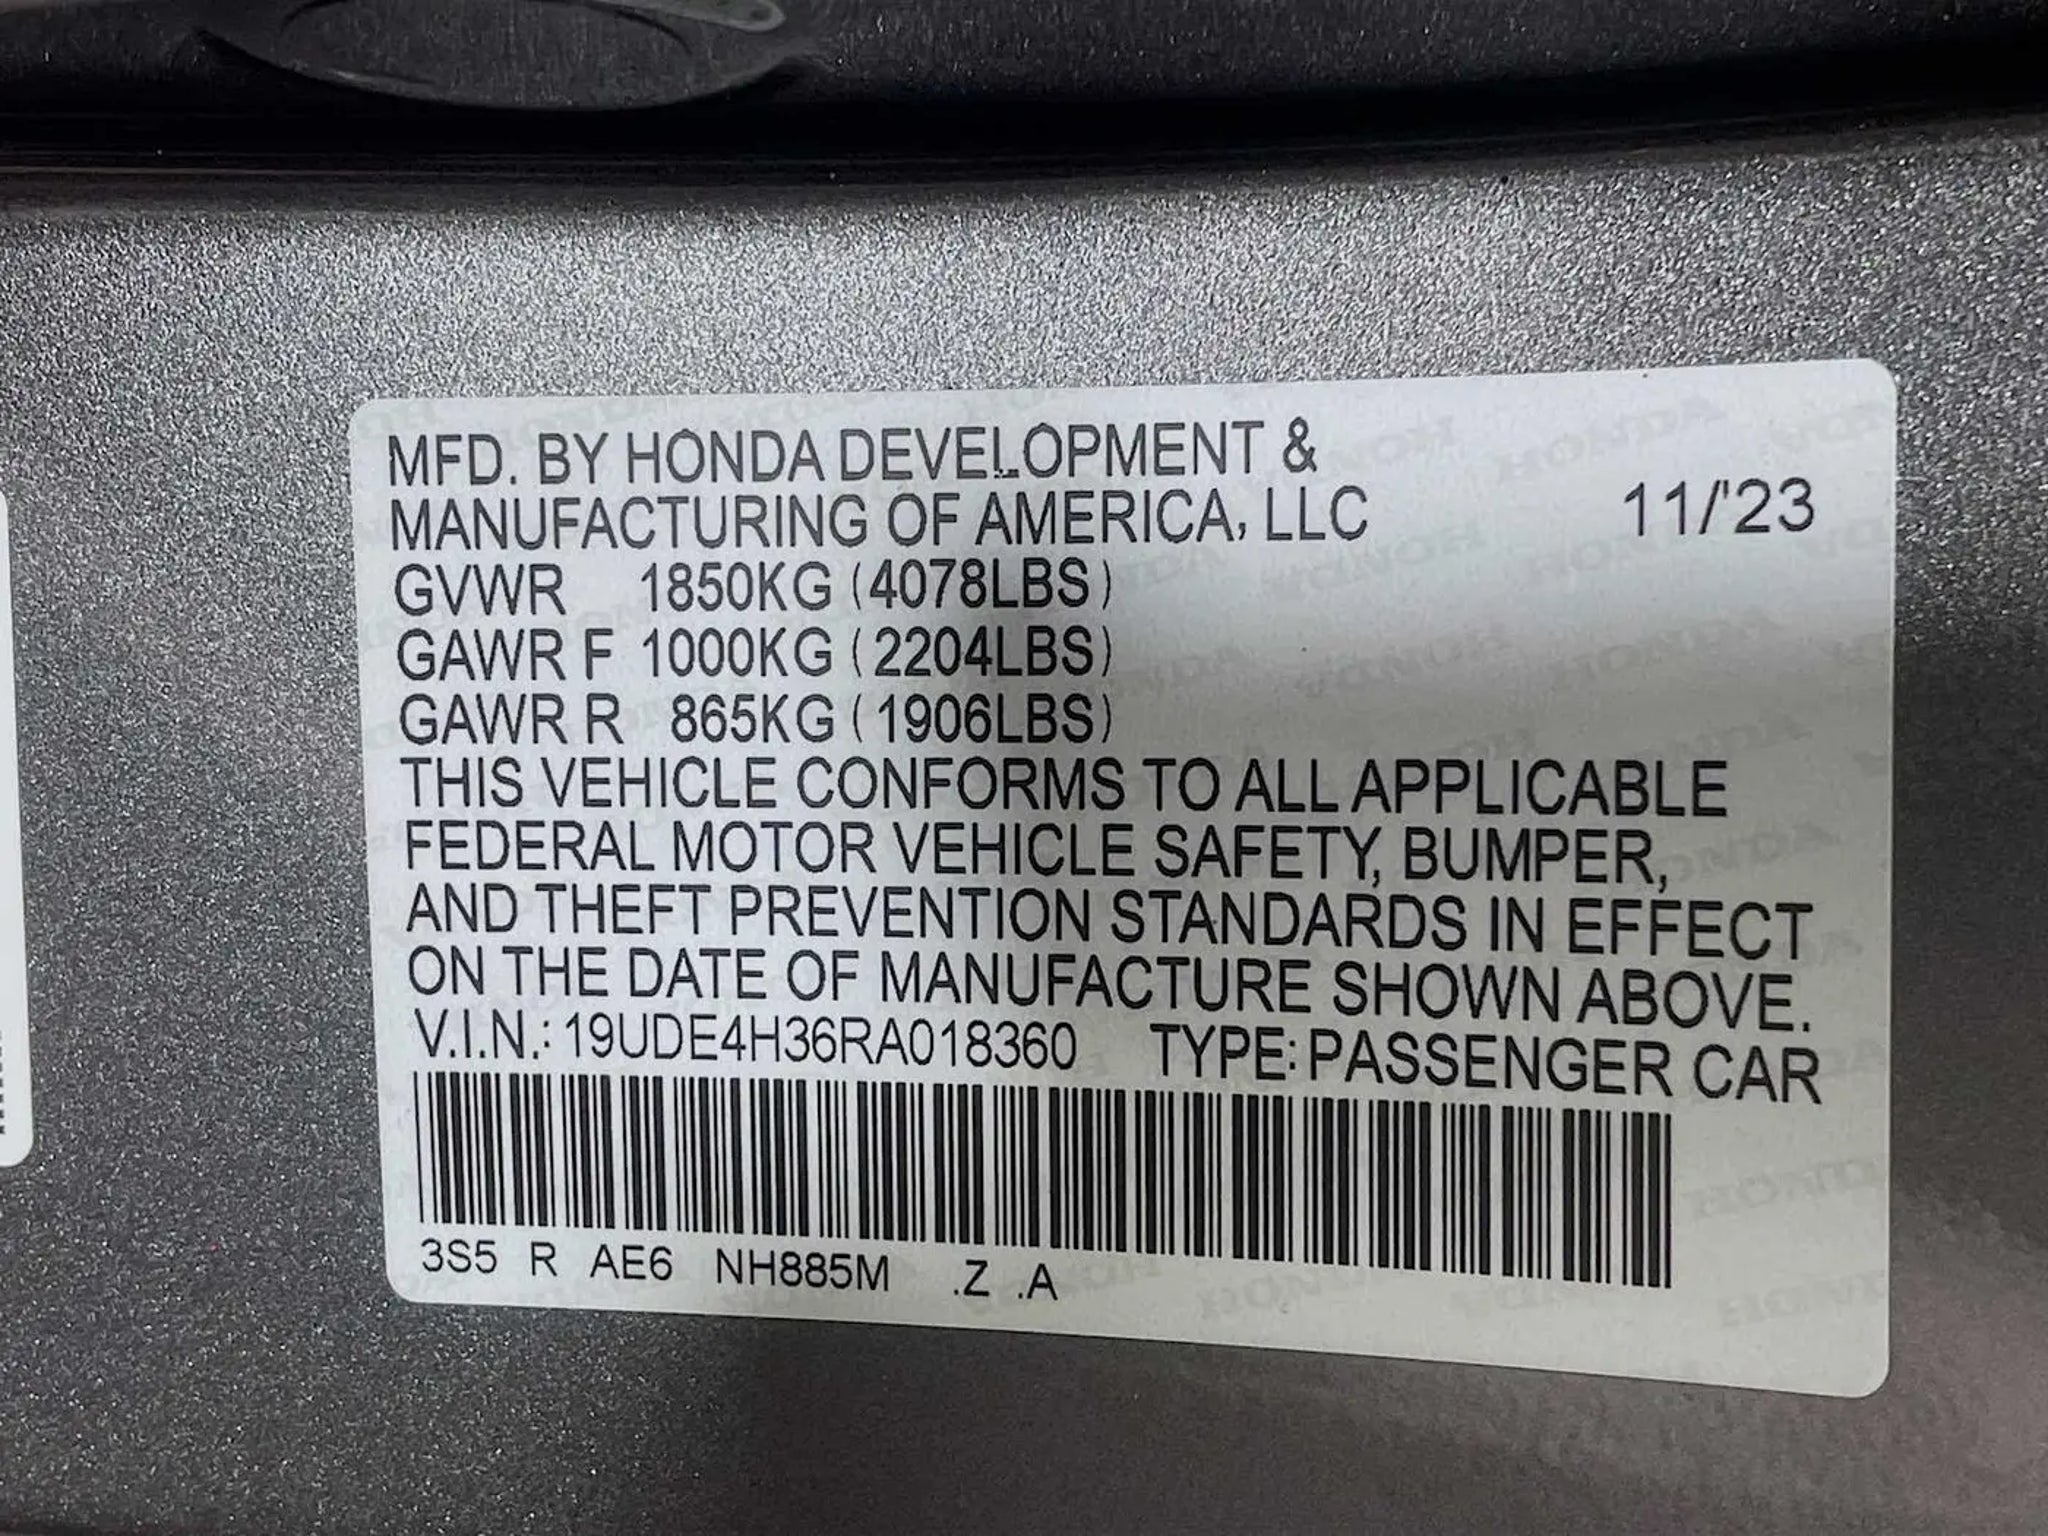 MFD. BY HONDA DEVELOPMENT &
MANUFACTURING OF AMERICA, LLC 11/'23
GVWR 1850KG (4078LBS)
GAWR F 1000KG (2204LBS)
GAWR R 865KG (1906LBS)
THIS VEHICLE CONFORMS TO ALL APPLICABLE
FEDERAL MOTOR VEHICLE SAFETY, BUMPER,
AND THEFT PREVENTION STANDARDS IN EFFECT
ON THE DATE OF MANUFACTURE SHOWN ABOVE.
V.I.N.: 19UDE4H36RA018360 TYPE: PASSENGER CAR
3S5 R AE6 NH885M .Z .A